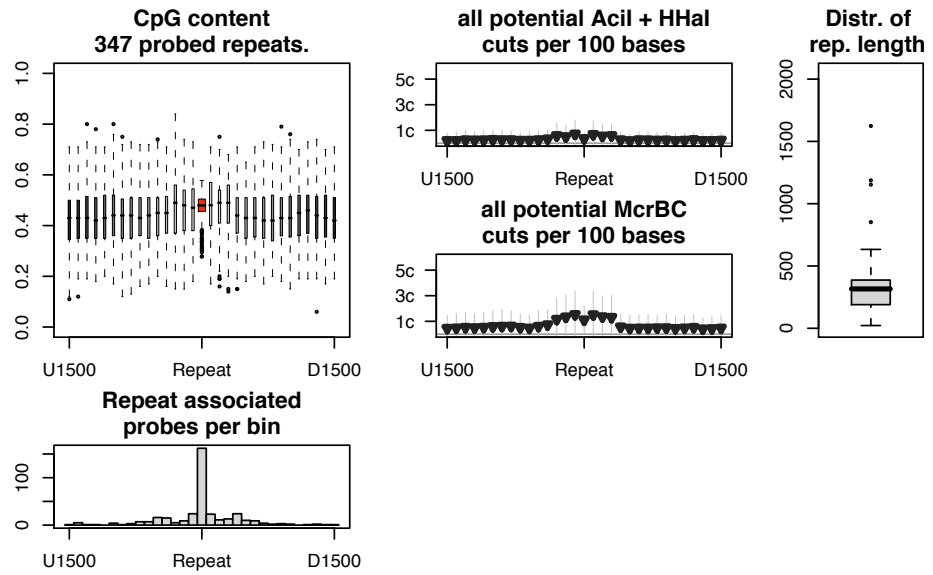 CpG content
347 probed repeats.
1.0
0.8
0.6
0.4
0.2
0.0
U1500
Repeat
D1500
all potential AciI + HHaI
cuts per 100 bases
5c
3c
1c
U1500
Repeat
D1500
all potential McrBC
cuts per 100 bases
5c
3c
1c
U1500
Repeat
D1500
Distr. of
rep. length
2000
1500
1000
500
0
Repeat associated
probes per bin
100
0
U1500
Repeat
D1500